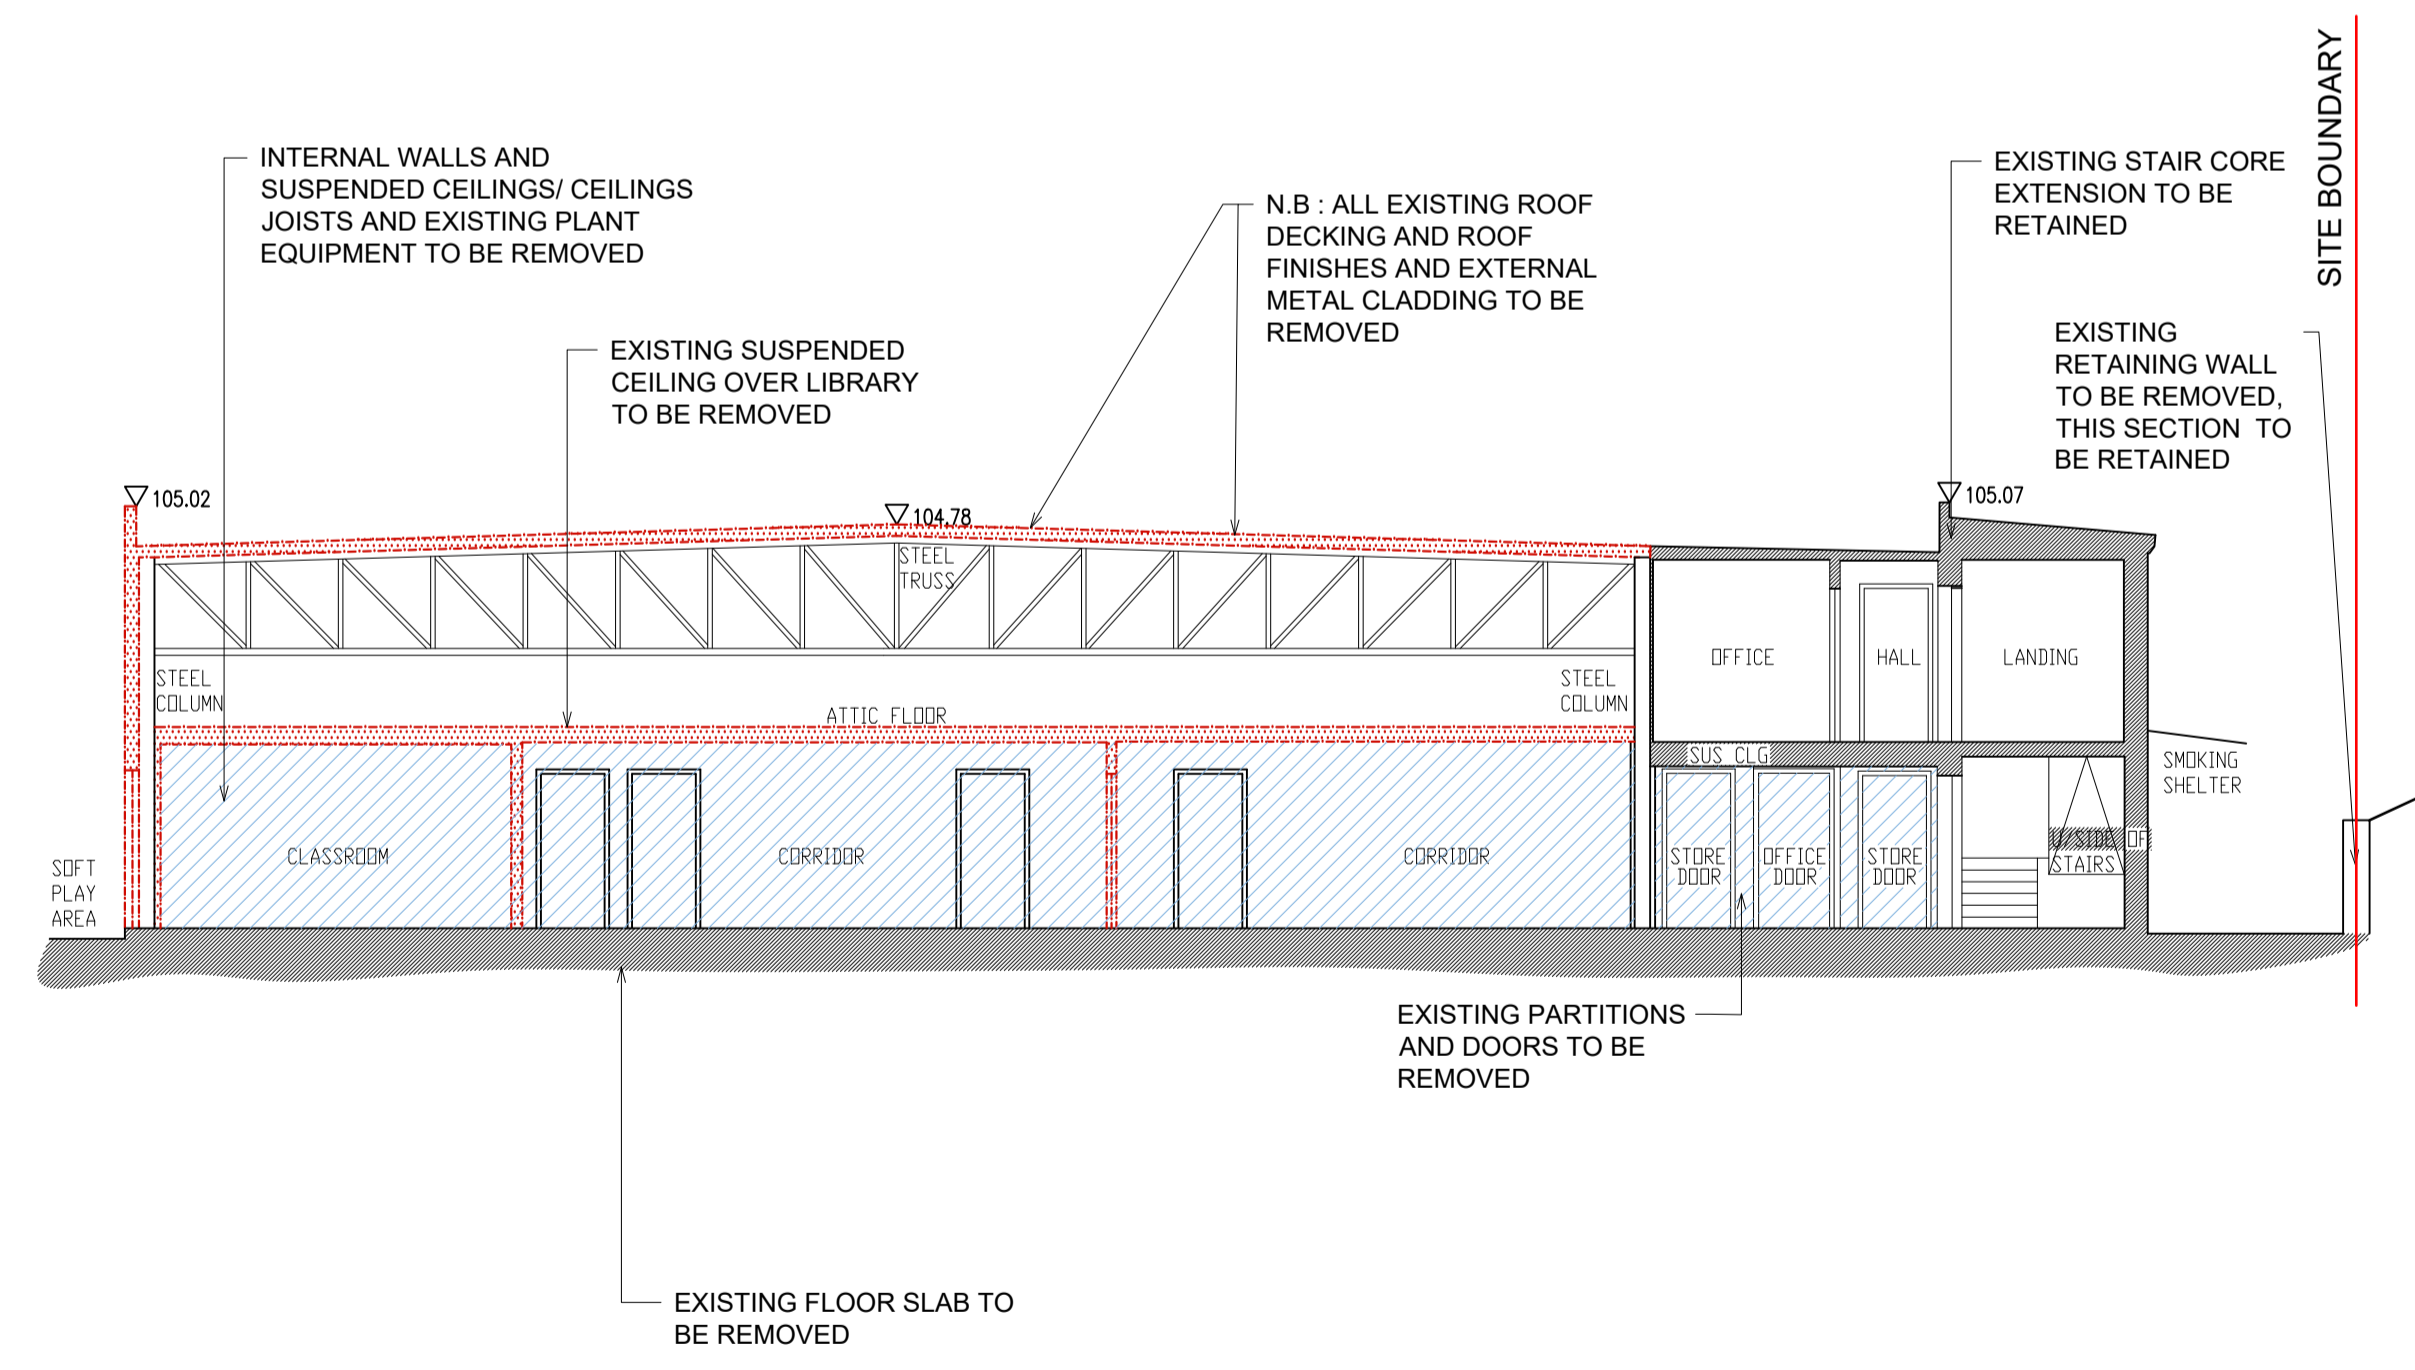 SITE BOUNDARY
INTERNAL WALLS AND
SUSPENDED CEILINGS/ CEILINGS
JOISTS AND EXISTING PLANT
EQUIPMENT TO BE REMOVED
EXISTING SUSPENDED
CEILING OVER LIBRARY
TO BE REMOVED
N.B : ALL EXISTING ROOF
DECKING AND ROOF
FINISHES AND EXTERNAL
METAL CLADDING TO BE
REMOVED
EXISTING STAIR CORE
EXTENSION TO BE
RETAINED
EXISTING
RETAINING WALL
TO BE REMOVED,
THIS SECTION TO
BE RETAINED
105.02
104.78
105.07
STEEL
TRUSS
STEEL
COLUMN
ATTIC FLOOR
STEEL
COLUMN
OFFICE
HALL
LANDING
SUS CLG
SMOKING
SHELTER
SOFT
PLAY
AREA
CLASSROOM
CORRIDOR
CORRIDOR
STORE
DOOR
OFFICE
DOOR
STORE
DOOR
U/SIDE OF
STAIRS
EXISTING PARTITIONS
AND DOORS TO BE
REMOVED
EXISTING FLOOR SLAB TO
BE REMOVED